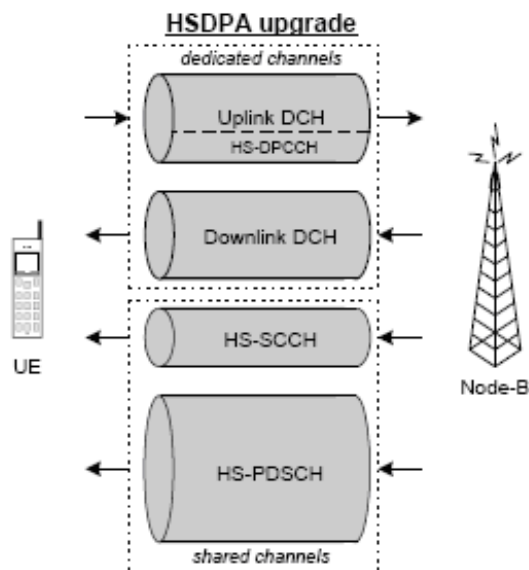 HSDPA upgrade
dedicated channels
Uplink DCH
HS-DPCCH
Downlink DCH
HS-SCCH
UE
Node-B
HS-PDSCH
shared channels